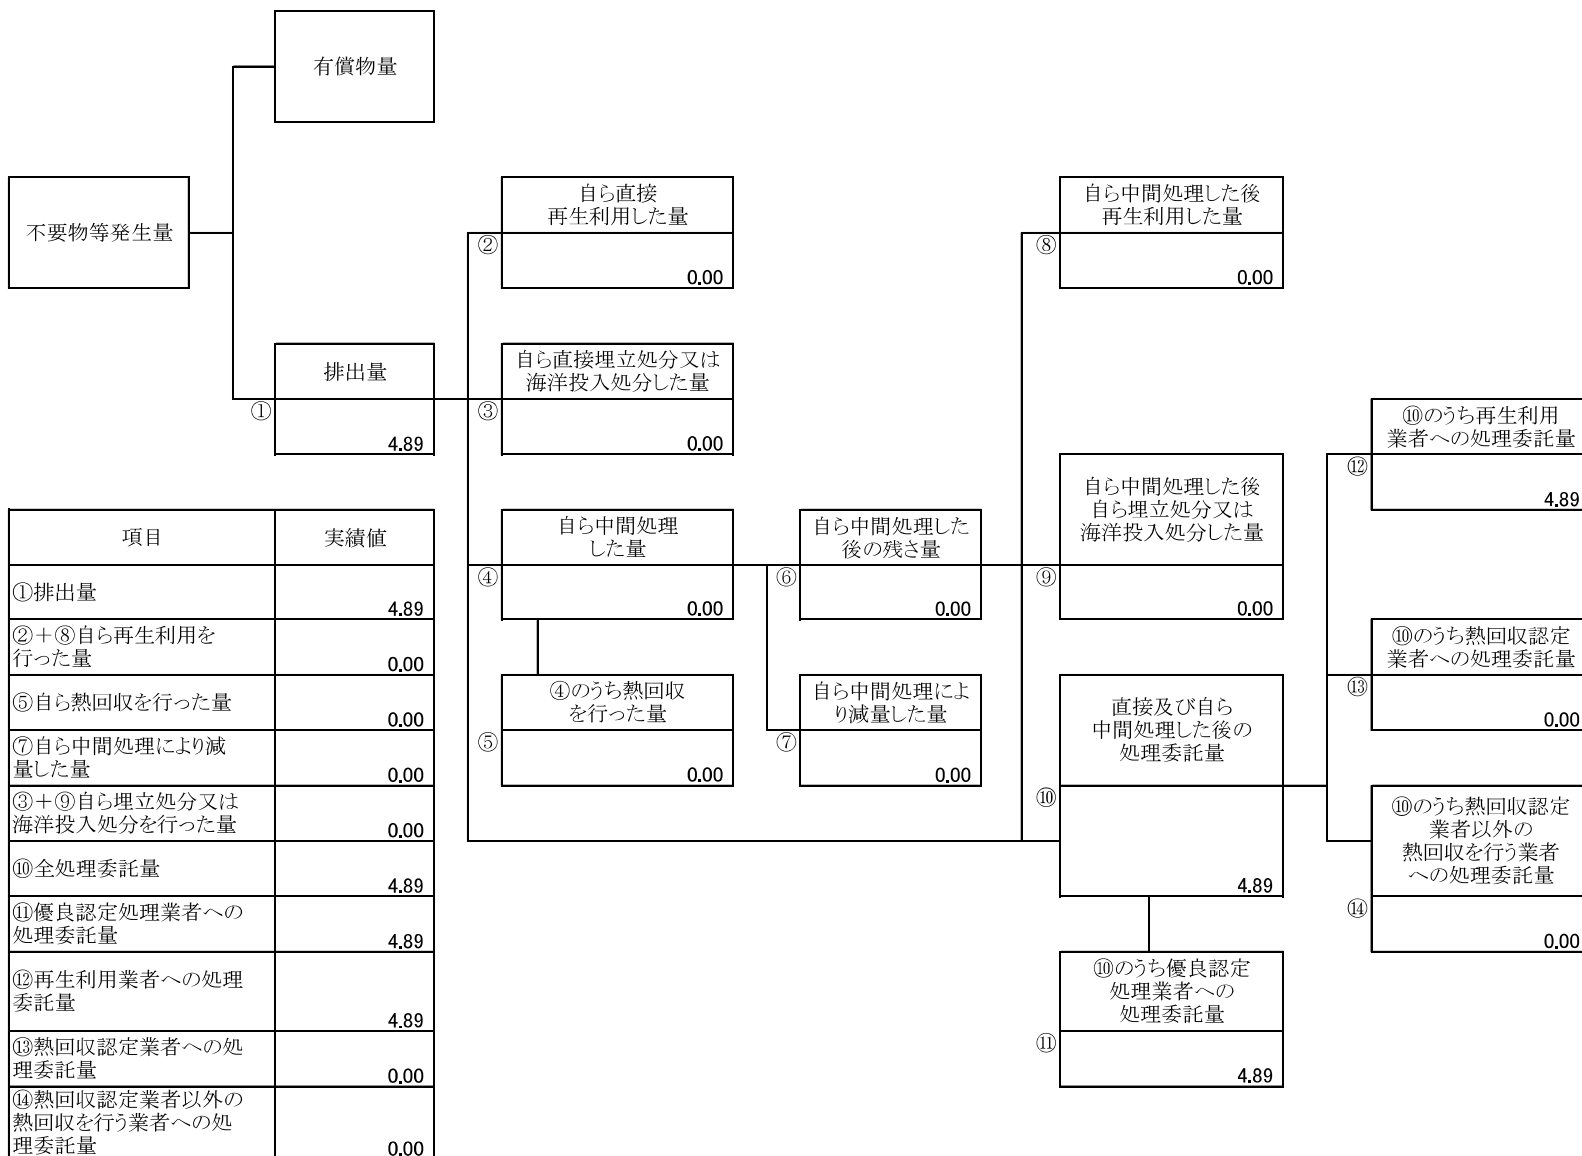 有償物量
不要物等発生量
自ら直接
再生利用した量
②
0.00
自ら中間処理した後
再生利用した量
⑧
0.00
排出量
①
4.89
自ら直接埋立処分又は
海洋投入処分した量
③
0.00
自ら中間処理
した量
④
0.00
自ら中間処理した
後の残さ量
⑥
0.00
自ら中間処理した後
自ら埋立処分又は
海洋投入処分した量
⑨
0.00
④のうち熱回収
を行った量
⑤
0.00
自ら中間処理によ
り減量した量
⑦
0.00
直接及び自ら
中間処理した後の
処理委託量
⑩
4.89
⑩のうち優良認定
処理業者への
処理委託量
⑪
4.89
⑩のうち再生利用
業者への処理委託量
⑫
4.89
⑩のうち熱回収認定
業者への処理委託量
⑬
0.00
⑩のうち熱回収認定
業者以外の
熱回収を行う業者
への処理委託量
⑭
0.00
項目 実績値
①排出量
4.89
②+⑧自ら再生利用を
行った量 0.00
⑤自ら熱回収を行った量
0.00
⑦自ら中間処理により減
量した量 0.00
③+⑨自ら埋立処分又は
海洋投入処分を行った量 0.00
⑩全処理委託量
4.89
⑪優良認定処理業者への
処理委託量 4.89
⑫再生利用業者への処理
委託量
4.89
⑬熱回収認定業者への処
理委託量 0.00
⑭熱回収認定業者以外の
熱回収を行う業者への処
理委託量 0.00